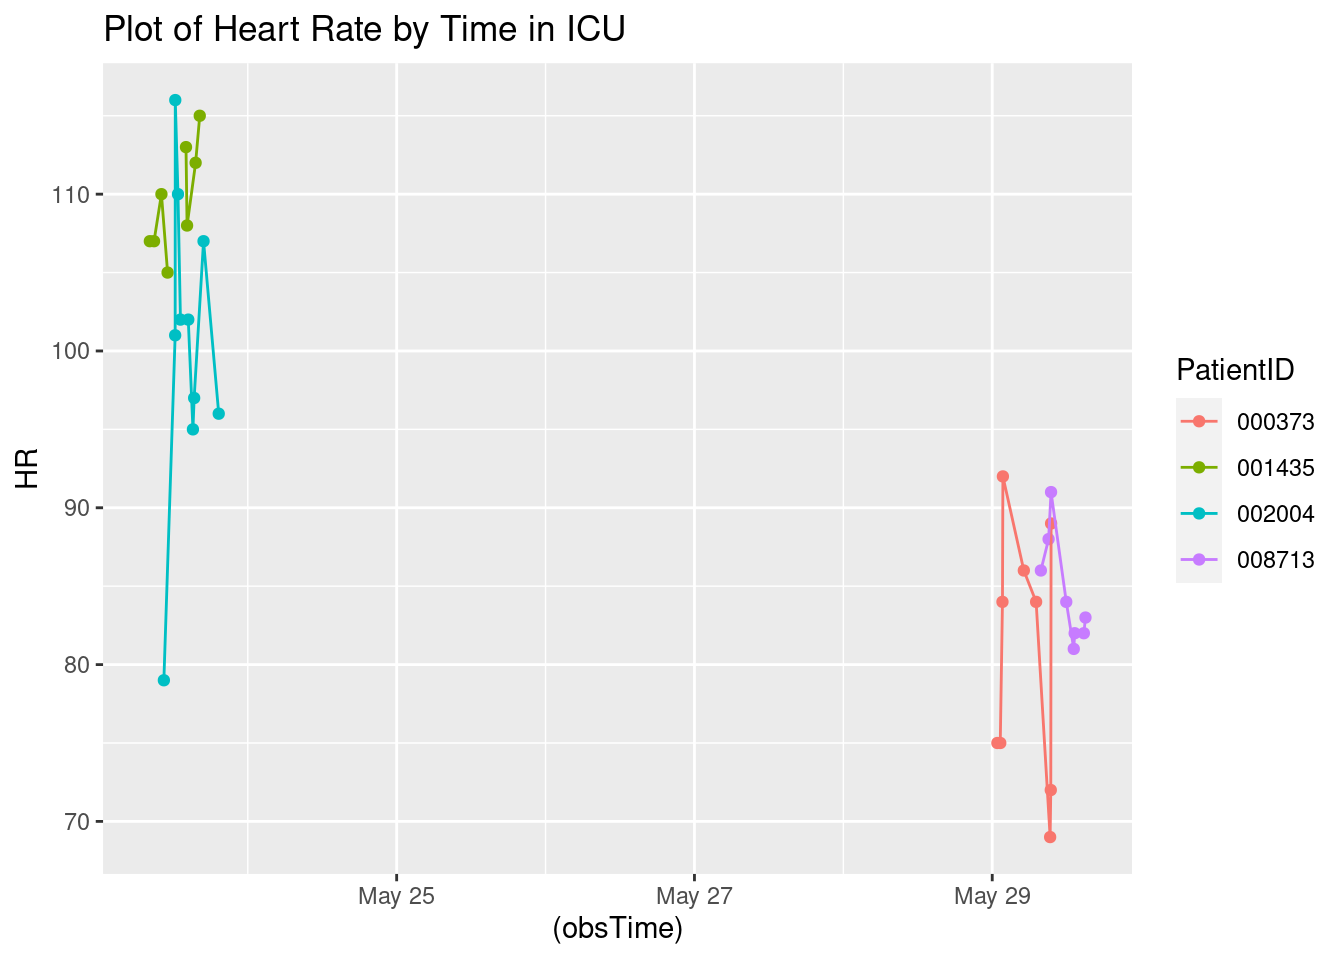 Plot of Heart Rate by Time in ICU
110
100
90
80
70
HR
May 25
May 27
May 29
(obsTime)
PatientID
000373
001435
002004
008713